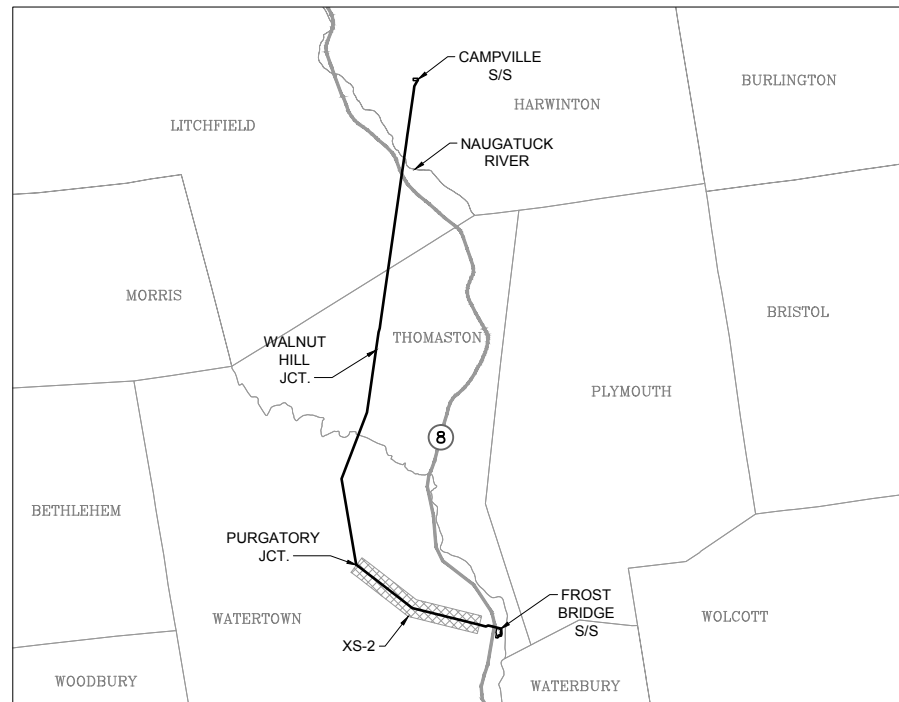 CAMPVILLE
S/S
BURLINGTON
HARWINTON
LITCHFIELD
NAUGATUCK
RIVER
MORRIS
BRISTOL
WALNUT
HILL
JCT.
THOMASTON
PLYMOUTH
8
BETHLEHEM
PURGATORY
JCT.
FROST
BRIDGE
S/S
WATERTOWN
WOLCOTT
XS-2
WOODBURY
WATERBURY